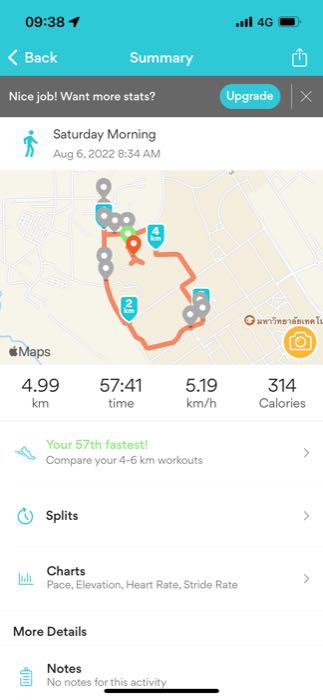 09:38
4G
Back
Summary
Nice job! Want more stats?
Upgrade
Saturday Morning
Aug 6, 2022 8:34 AM
4
km
2
km
มหาวิทยาลัยเทคโน
Maps
4.99
57:41
5.19
314
km
time
km/h
Calories
Your 57th fastest!
Compare your 4-6 km workouts
Splits
Charts
Pace, Elevation, Heart Rate, Stride Rate
More Details
Notes
No notes for this activity